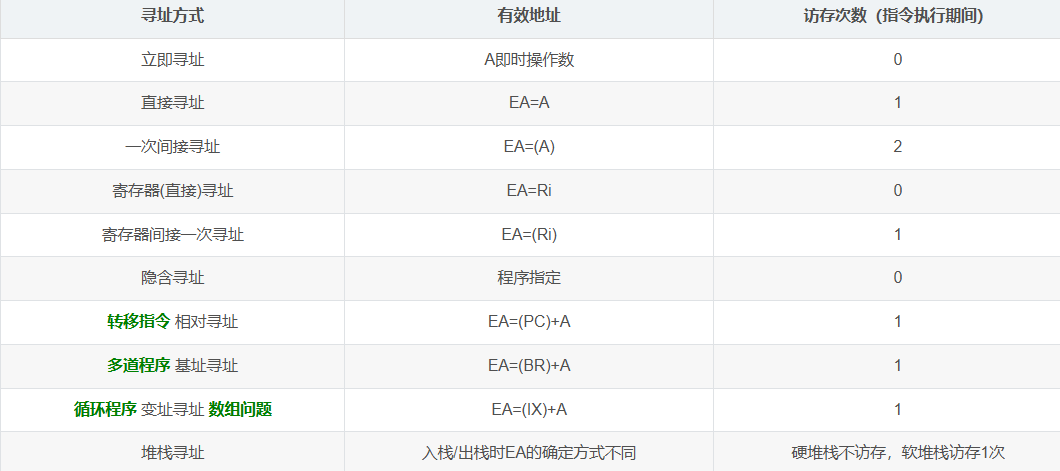 寻址方式 有效地址 访存次数（指令执行期间）
立即寻址 A即时操作数 0
直接寻址 EA=A 1
一次间接寻址 EA=(A) 2
寄存器(直接)寻址 EA=Ri 0
寄存器间接一次寻址 EA=(Ri) 1
隐含寻址 程序指定 0
转移指令 相对寻址 EA=(PC)+A 1
多道程序 基址寻址 EA=(BR)+A 1
循环程序 变址寻址 数组问题 EA=(IX)+A 1
堆栈寻址 入栈/出栈时EA的确定方式不同 硬堆栈不访存，软堆栈访存1次